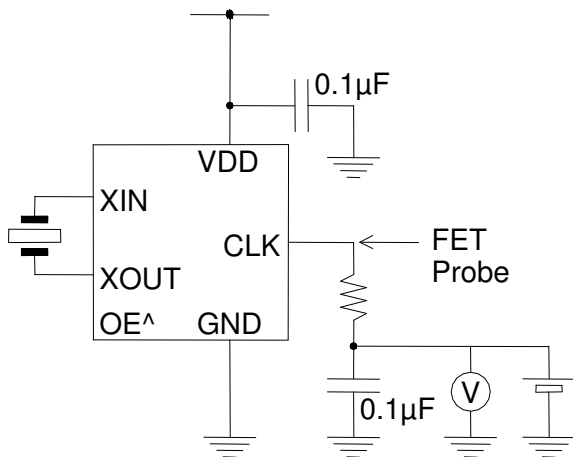 0.1µF
VDD
XIN
CLK
FET
Probe
XOUT
OE^ GND
0.1µF
V